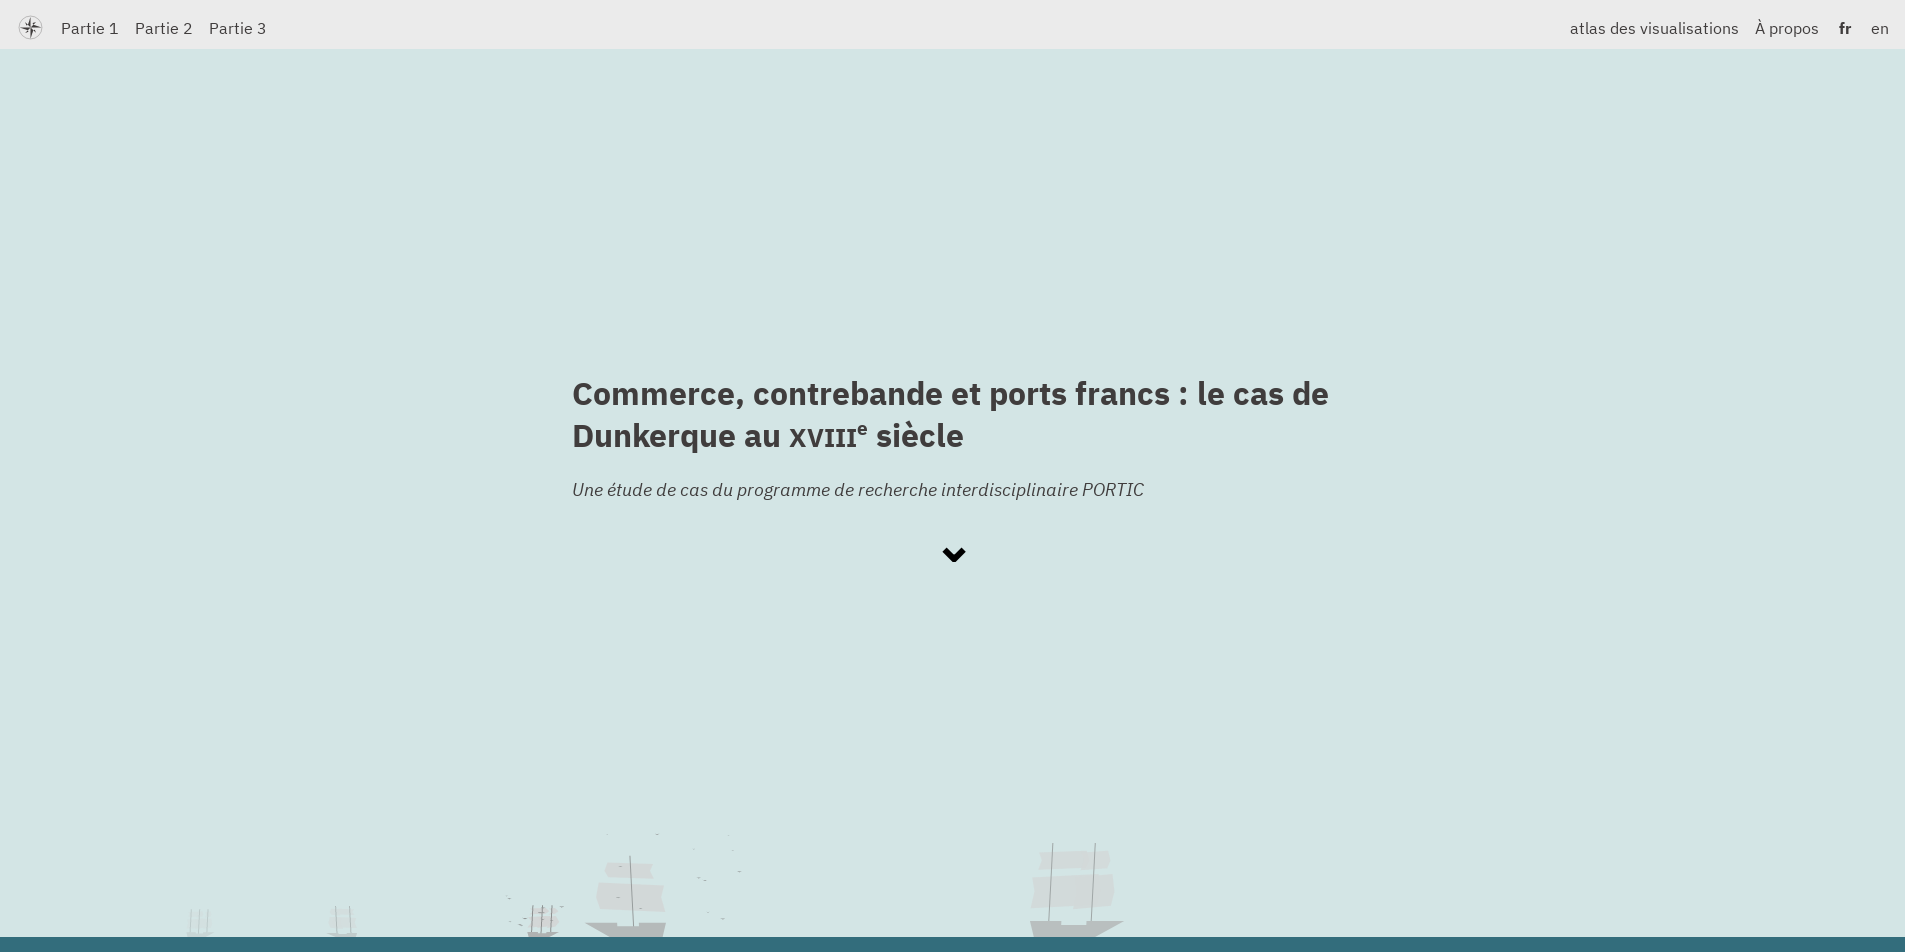 Partie 1 Partie 2 Partie 3 atlas des visualisations À propos fr en
Commerce, contrebande et ports francs : le cas de
Dunkerque au XVIIIe siècle
Une étude de cas du programme de recherche interdisciplinaire PORTIC